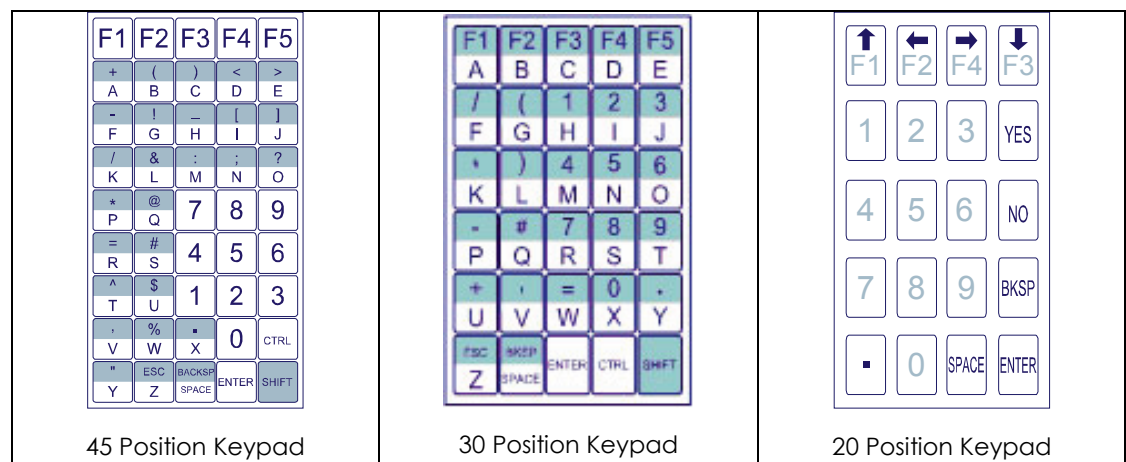 F1 F2 F3 F4 F5
+ ( ) < >
A B C D E
- ! _ [ ]
F G H I J
/ & : ; ?
K L M N O
* @
P Q 7 8 9
= #
R S 4 5 6
^ $
T U 1 2 3
, % .
V W X 0 CTRL
" ESC BACKSP
Y Z SPACE ENTER SHIFT
45 Position Keypad
F1 F2 F3 F4 F5
A B C D E
/ ( 1 2 3
F G H I J
) 4 5 6
K L M N O
- # 7 8 9
P Q R S T
+ = 0 .
U V W X Y
ESC BKSP
Z SPACE ENTER CTRL SHIFT
30 Position Keypad
↑ ← → ↓
F1 F2 F4 F3
1 2 3 YES
4 5 6 NO
7 8 9 BKSP
. 0 SPACE ENTER
20 Position Keypad